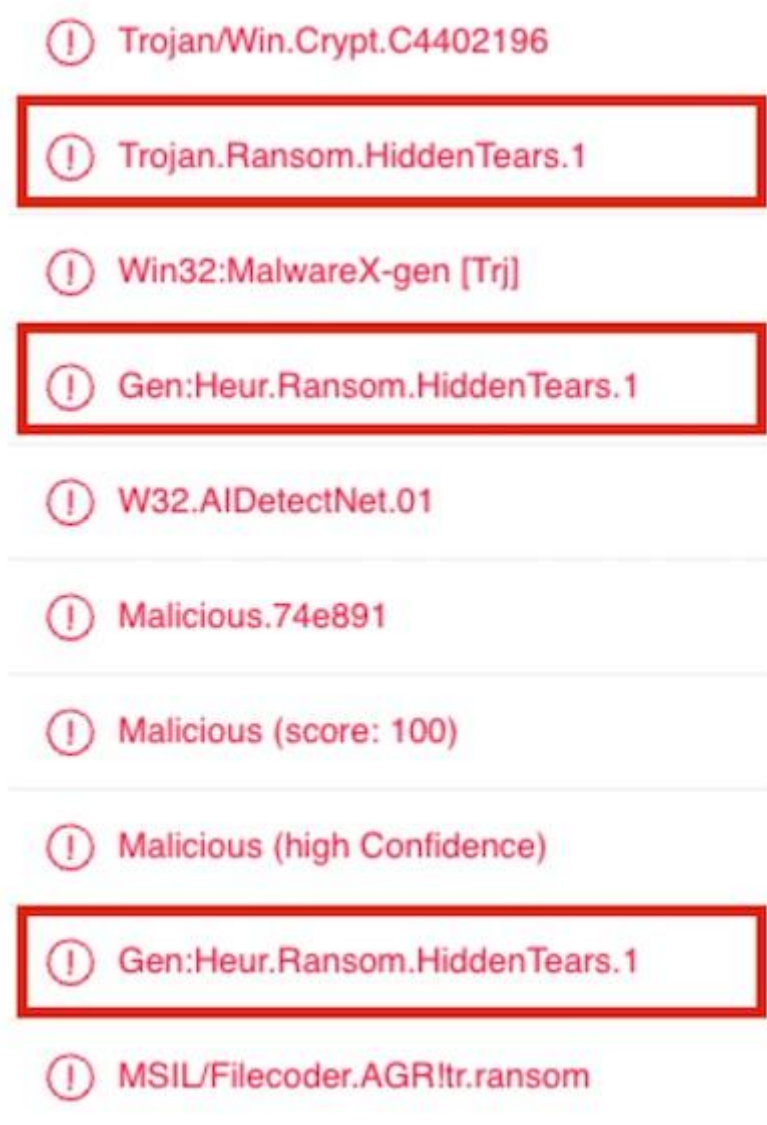 Trojan/Win.Crypt.C4402196
Trojan.Ransom.HiddenTears.1
Win32:MalwareX-gen [Trj]
Gen:Heur.Ransom.HiddenTears.1
W32.AIDetectNet.01
Malicious.74e891
Malicious (score: 100)
Malicious (high Confidence)
Gen:Heur.Ransom.HiddenTears.1
MSIL/Filecoder.AGR!tr.ransom